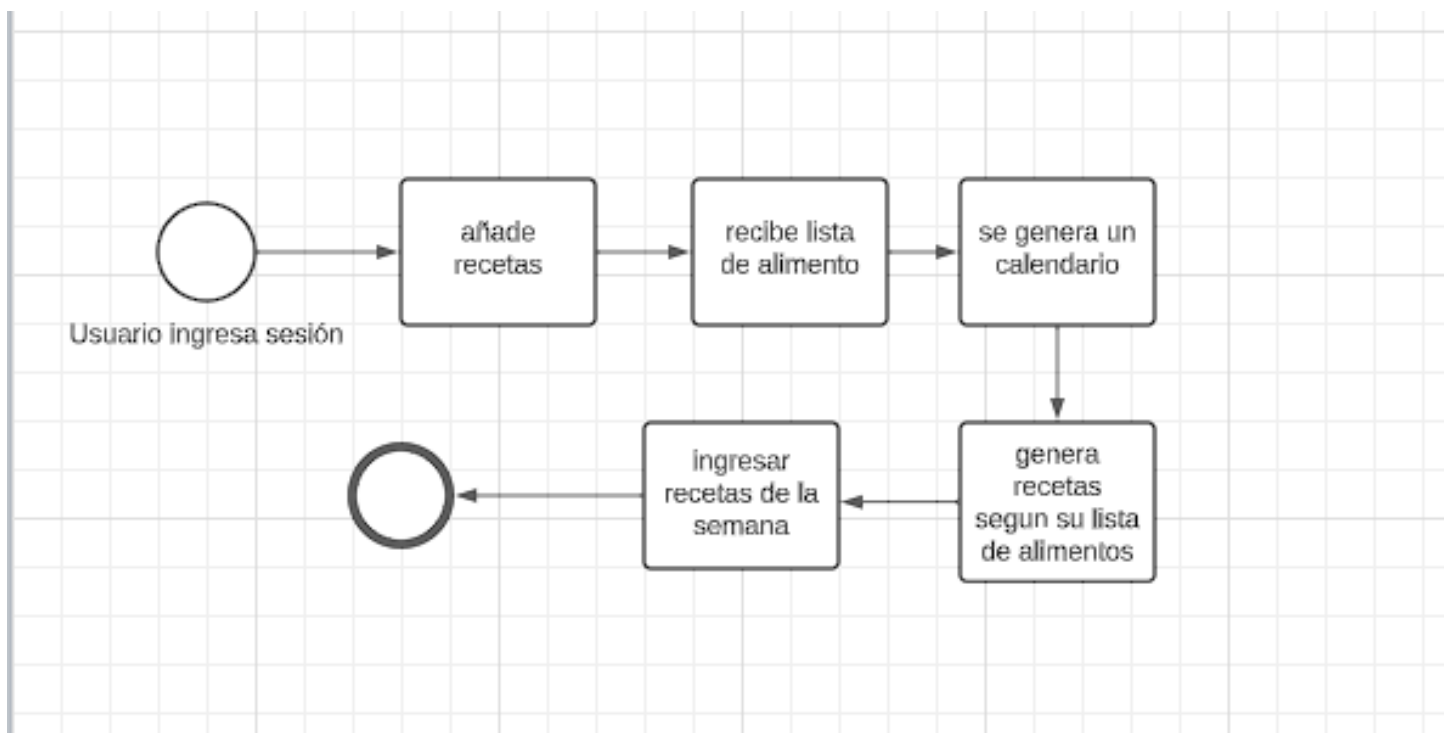 añade
recetas
recibe lista
de alimento
se genera un
calendario
Usuario ingresa sesión
genera
recetas
segun su lista
de alimentos
ingresar
recetas de la
semana